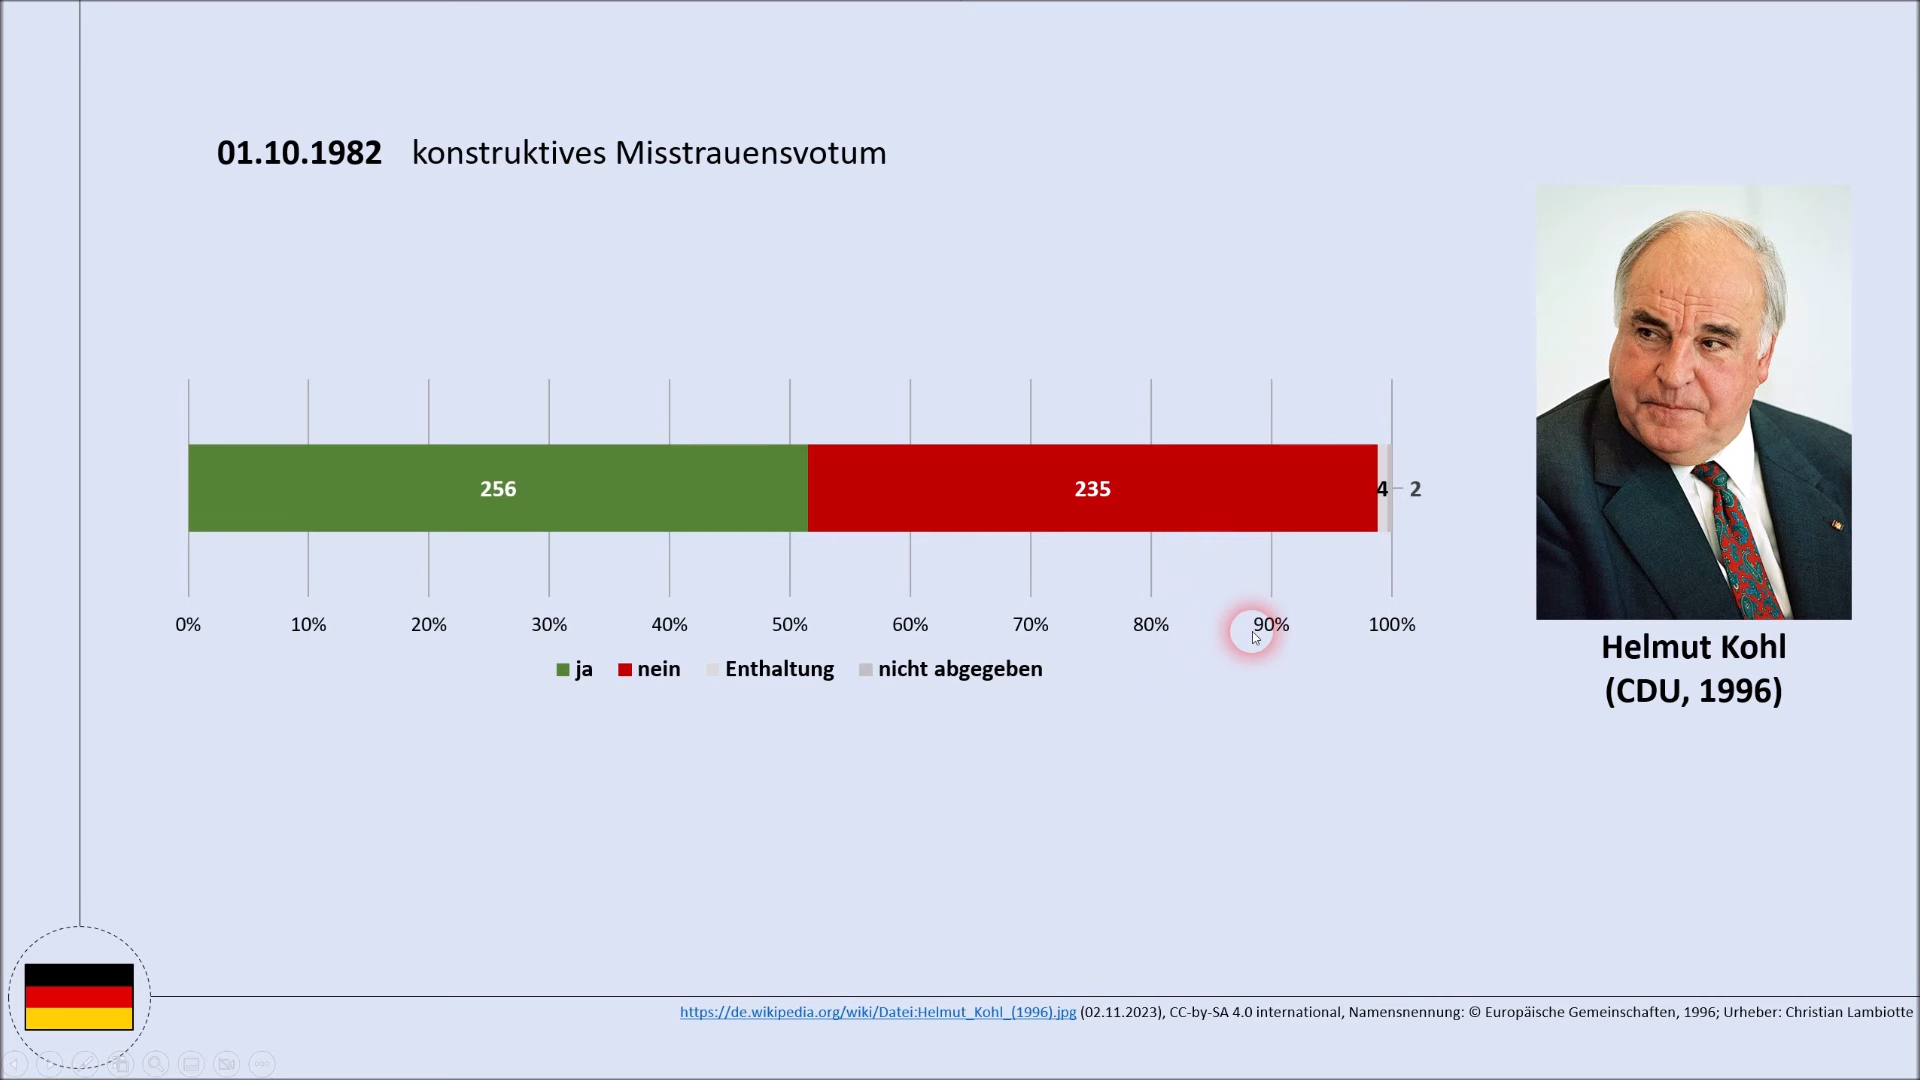 01.10.1982 konstruktives Misstrauensvotum
256 235 4 2
0% 10% 20% 30% 40% 50% 60% 70% 80% 90% 100%
ja nein Enthaltung nicht abgegeben
Helmut Kohl
(CDU, 1996)
https://de.wikipedia.org/wiki/Datei:Helmut_Kohl_(1996).jpg (02.11.2023), CC-by-SA 4.0 international, Namensnennung: © Europäische Gemeinschaften, 1996; Urheber: Christian Lambiotte